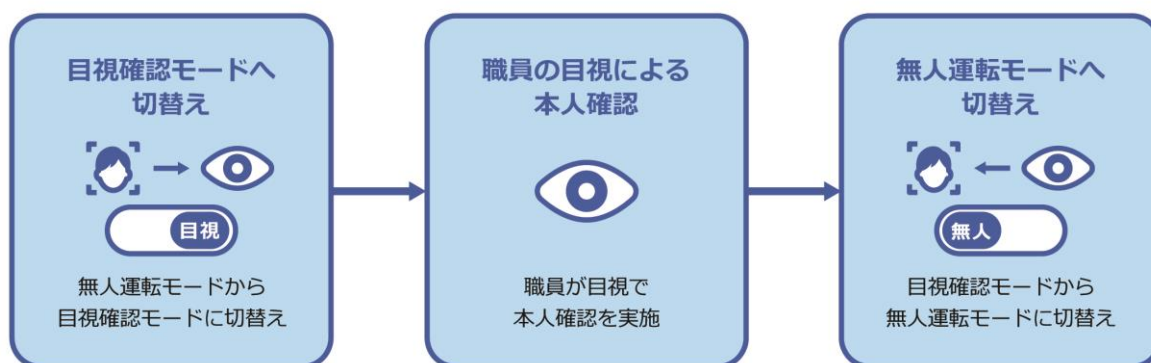 目視確認モードへ
切替え
目視
無人運転モードから
目視確認モードに切替え
職員の目視による
本人確認
職員が目視で
本人確認を実施
無人運転モードへ
切替え
無人
目視確認モードから
無人運転モードに切替え